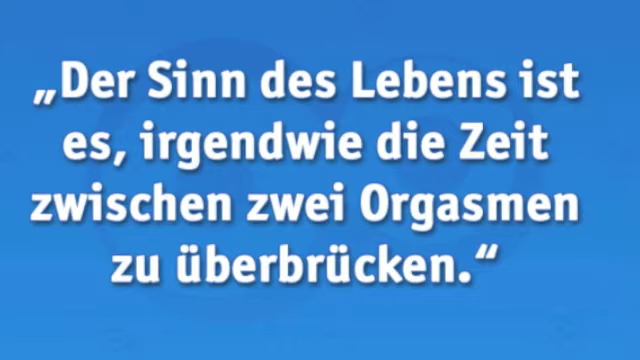 „Der Sinn des Lebens ist
es, irgendwie die Zeit
zwischen zwei Orgasmen
zu überbrücken.“